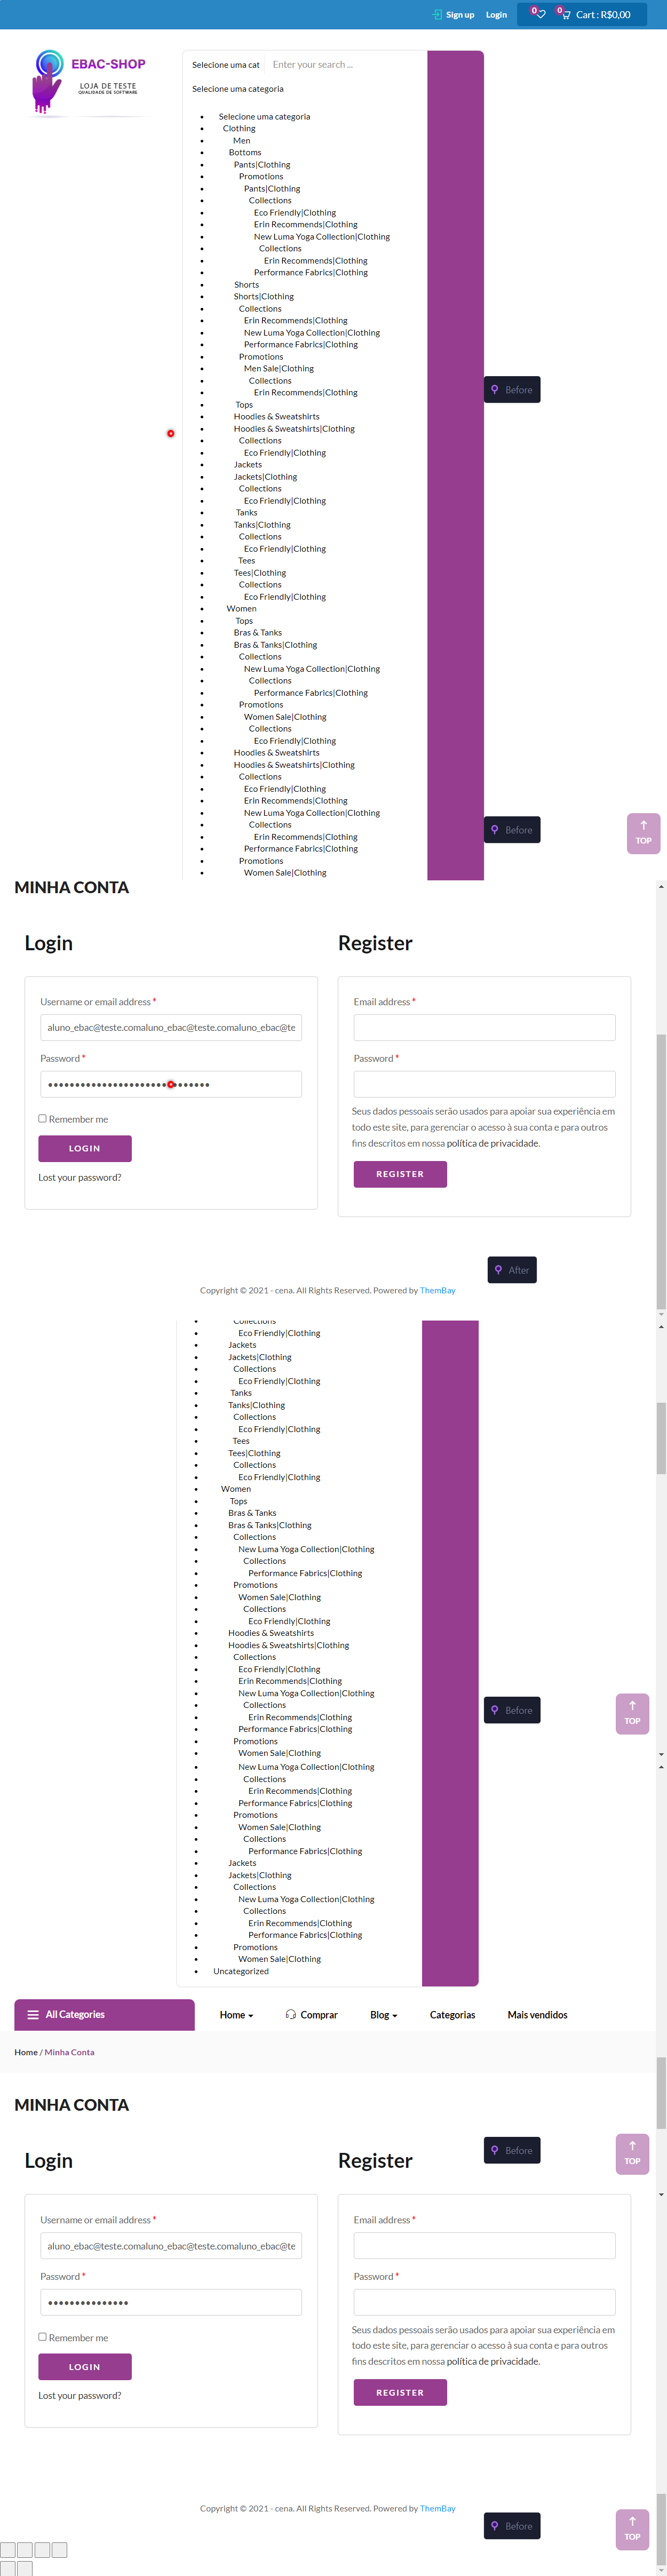 Sign up Login 0 0 Cart : R$0,00
EBAC-SHOP
LOJA DE TESTE
QUALIDADE DE SOFTWARE
Selecione uma cat Enter your search ...
Selecione uma categoria
Selecione uma categoria
Clothing
Men
Bottoms
Pants|Clothing
Promotions
Pants|Clothing
Collections
Eco Friendly|Clothing
Erin Recommends|Clothing
New Luma Yoga Collection|Clothing
Collections
Erin Recommends|Clothing
Performance Fabrics|Clothing
Shorts
Shorts|Clothing
Collections
Erin Recommends|Clothing
New Luma Yoga Collection|Clothing
Performance Fabrics|Clothing
Promotions
Men Sale|Clothing
Collections
Before
Erin Recommends|Clothing
Tops
Hoodies & Sweatshirts
Hoodies & Sweatshirts|Clothing
Collections
Eco Friendly|Clothing
Jackets
Jackets|Clothing
Collections
Eco Friendly|Clothing
Tanks
Tanks|Clothing
Collections
Eco Friendly|Clothing
Tees
Tees|Clothing
Collections
Eco Friendly|Clothing
Women
Tops
Bras & Tanks
Bras & Tanks|Clothing
Collections
New Luma Yoga Collection|Clothing
Collections
Performance Fabrics|Clothing
Promotions
Women Sale|Clothing
Collections
Eco Friendly|Clothing
Hoodies & Sweatshirts
Hoodies & Sweatshirts|Clothing
Collections
Eco Friendly|Clothing
Erin Recommends|Clothing
New Luma Yoga Collection|Clothing
Collections
Before
Erin Recommends|Clothing
TOP
Performance Fabrics|Clothing
Promotions
Women Sale|Clothing
MINHA CONTA
Login
Username or email address *
aluno_ebac@teste.comaluno_ebac@teste.comaluno_ebac@te
Password *
Remember me
LOGIN
Lost your password?
Register
Email address *
Password *
Seus dados pessoais serão usados para apoiar sua experiência em
todo este site, para gerenciar o acesso à sua conta e para outros
fins descritos em nossa política de privacidade.
REGISTER
After
Copyright © 2021 - cena. All Rights Reserved. Powered by ThemBay
Collections
Eco Friendly|Clothing
Jackets
Jackets|Clothing
Collections
Eco Friendly|Clothing
Tanks
Tanks|Clothing
Collections
Eco Friendly|Clothing
Tees
Tees|Clothing
Collections
Eco Friendly|Clothing
Women
Tops
Bras & Tanks
Bras & Tanks|Clothing
Collections
New Luma Yoga Collection|Clothing
Collections
Performance Fabrics|Clothing
Promotions
Women Sale|Clothing
Collections
Eco Friendly|Clothing
Hoodies & Sweatshirts
Hoodies & Sweatshirts|Clothing
Collections
Eco Friendly|Clothing
Erin Recommends|Clothing
New Luma Yoga Collection|Clothing
Collections
Before
Erin Recommends|Clothing
TOP
Performance Fabrics|Clothing
Promotions
Women Sale|Clothing
New Luma Yoga Collection|Clothing
Collections
Erin Recommends|Clothing
Performance Fabrics|Clothing
Promotions
Women Sale|Clothing
Collections
Performance Fabrics|Clothing
Jackets
Jackets|Clothing
Collections
New Luma Yoga Collection|Clothing
Collections
Erin Recommends|Clothing
Performance Fabrics|Clothing
Promotions
Women Sale|Clothing
Uncategorized
All Categories Home Comprar Blog Categorias Mais vendidos
Home / Minha Conta
MINHA CONTA
Before
TOP
Login
Username or email address *
aluno_ebac@teste.comaluno_ebac@teste.comaluno_ebac@te
Password *
Remember me
LOGIN
Lost your password?
Register
Email address *
Password *
Seus dados pessoais serão usados para apoiar sua experiência em
todo este site, para gerenciar o acesso à sua conta e para outros
fins descritos em nossa política de privacidade.
REGISTER
Copyright © 2021 - cena. All Rights Reserved. Powered by ThemBay
Before
TOP